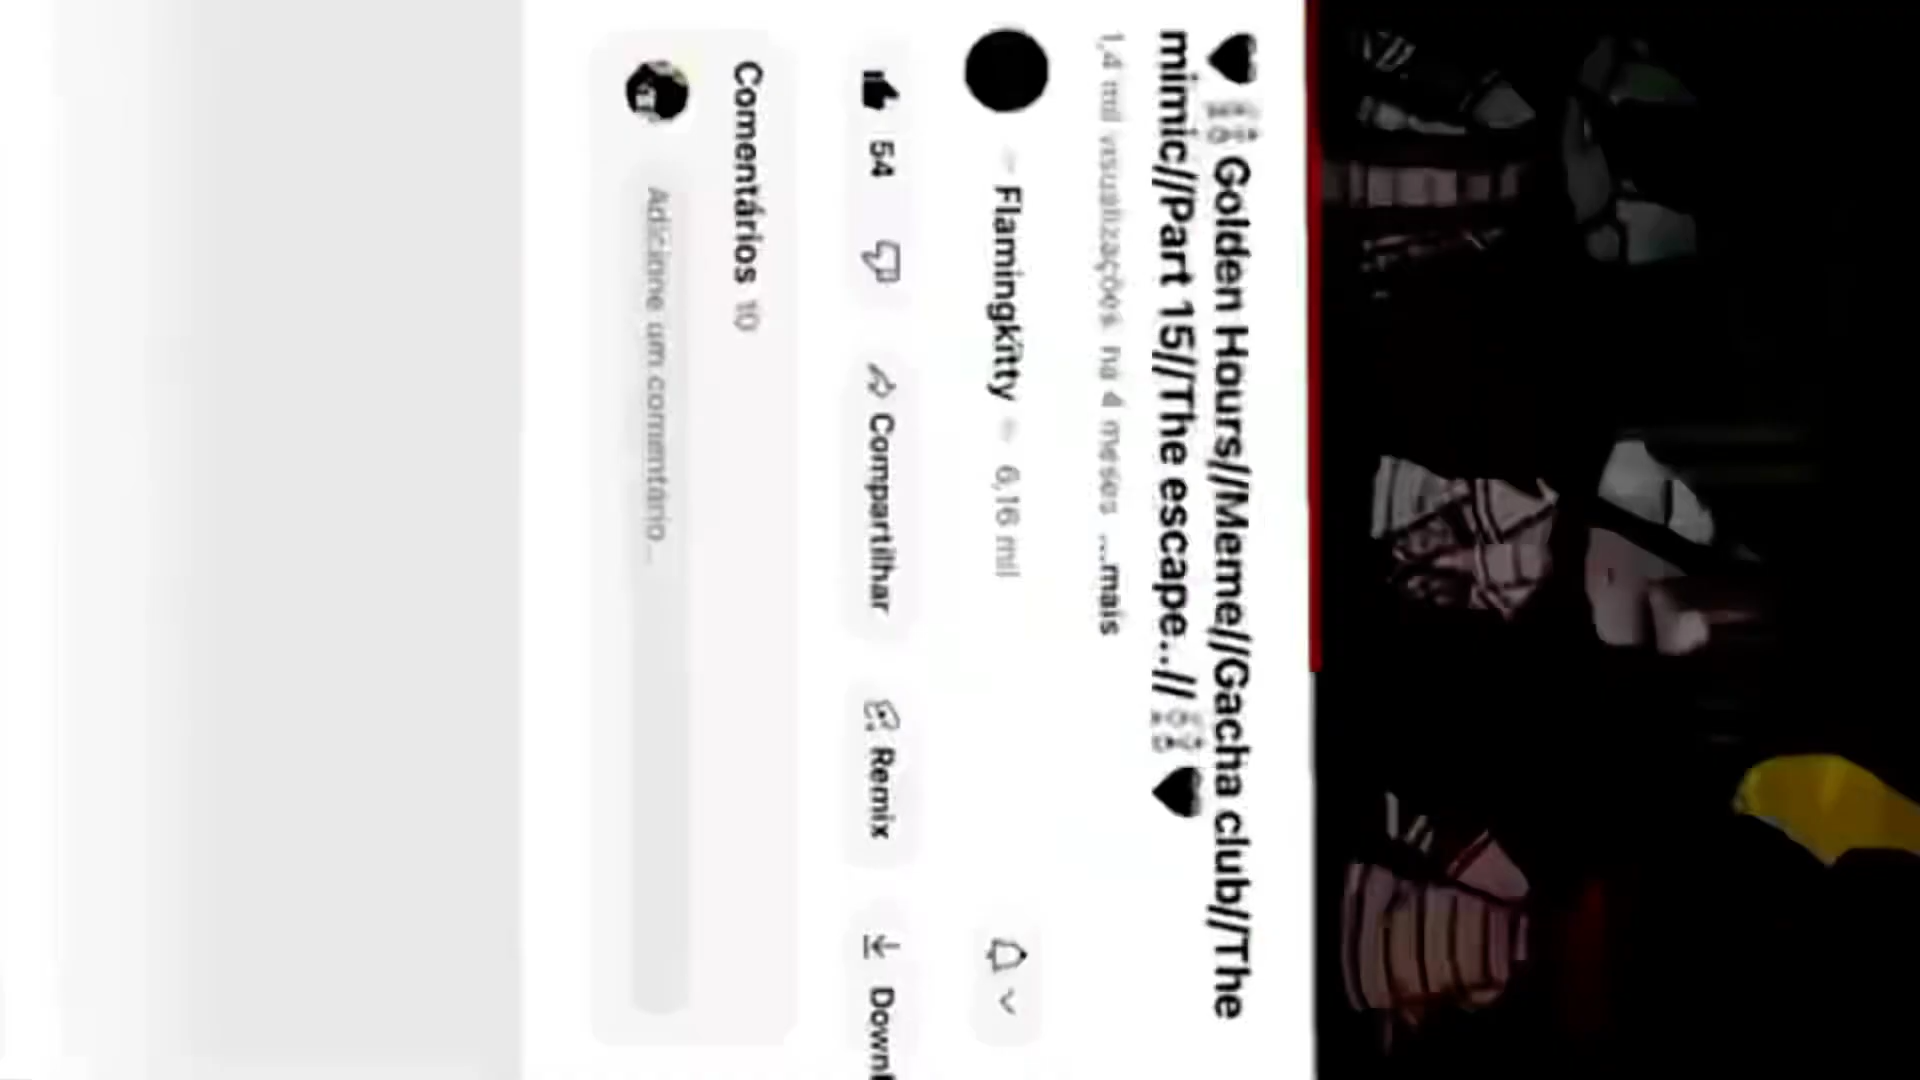 🖤 Golden Hours//Meme//Gacha club//The
mimic//Part 15//The escape..// 🖤
1,4 mil visualizações há 4 meses ...mais
Flamingkitty 6,16 mil
54 Compartilhar Remix Downl
Comentários 10
Adicione um comentário...